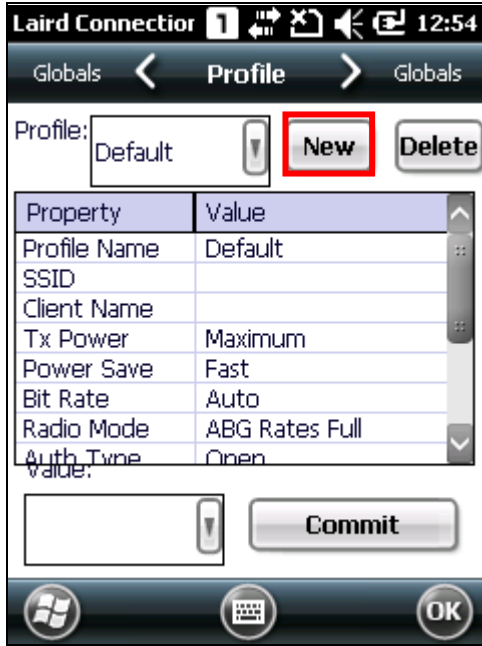 Laird Connection 1 12:54
Globals Profile Globals
Profile: Default New Delete
Property Value
Profile Name Default
SSID
Client Name
Tx Power Maximum
Power Save Fast
Bit Rate Auto
Radio Mode ABG Rates Full
Auth Type Open
Value:
Commit
OK